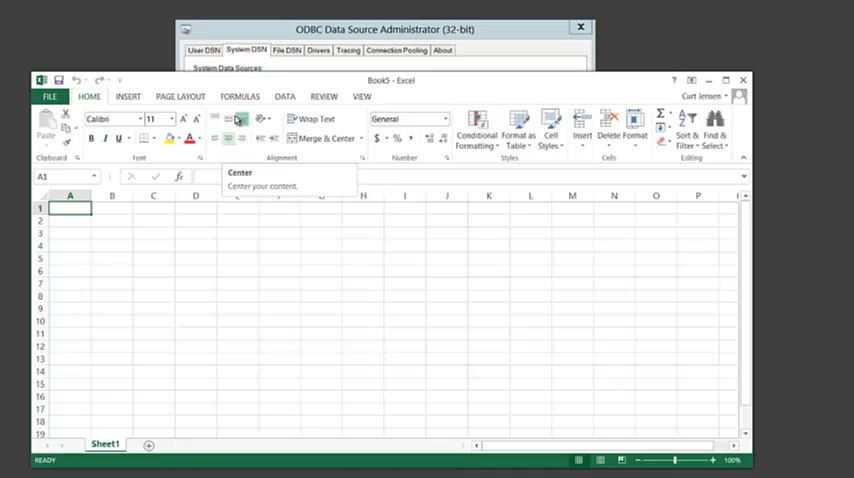 ODBC Data Source Administrator (32-bit)
User DSN System DSN File DSN Drivers Tracing Connection Pooling About
System Data Sources:
Book5 - Excel
FILE HOME INSERT PAGE LAYOUT FORMULAS DATA REVIEW VIEW Curt Jensen
Calibri 11 Wrap Text General
Paste B I U Merge & Center $ % Conditional Formatting Format as Table Cell Styles Insert Delete Format Sort & Filter Find & Select
Clipboard Font Alignment Number Styles Cells Editing
A1 fx
Center
Center your content.
A B C D H I J K L M N O P
1
2
3
4
5
6
7
8
9
10
11
12
13
14
15
16
17
18
19
Sheet1
READY 100%